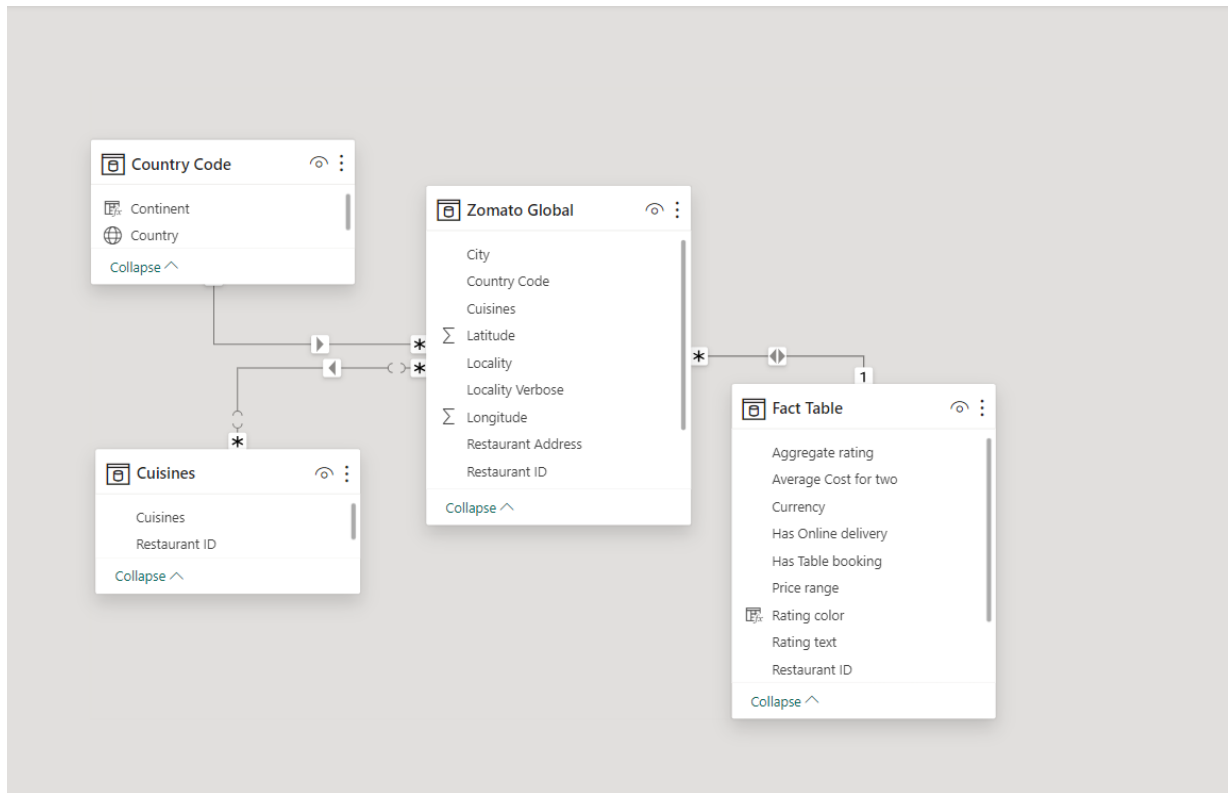 Country Code
Continent
Country
Collapse
Zomato Global
City
Country Code
Cuisines
Latitude
Locality
Locality Verbose
Longitude
Restaurant Address
Restaurant ID
Collapse
*
*
*
*
1
Cuisines
Cuisines
Restaurant ID
Collapse
Fact Table
Aggregate rating
Average Cost for two
Currency
Has Online delivery
Has Table booking
Price range
Rating color
Rating text
Restaurant ID
Collapse